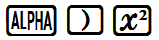 ALPHA ) x²